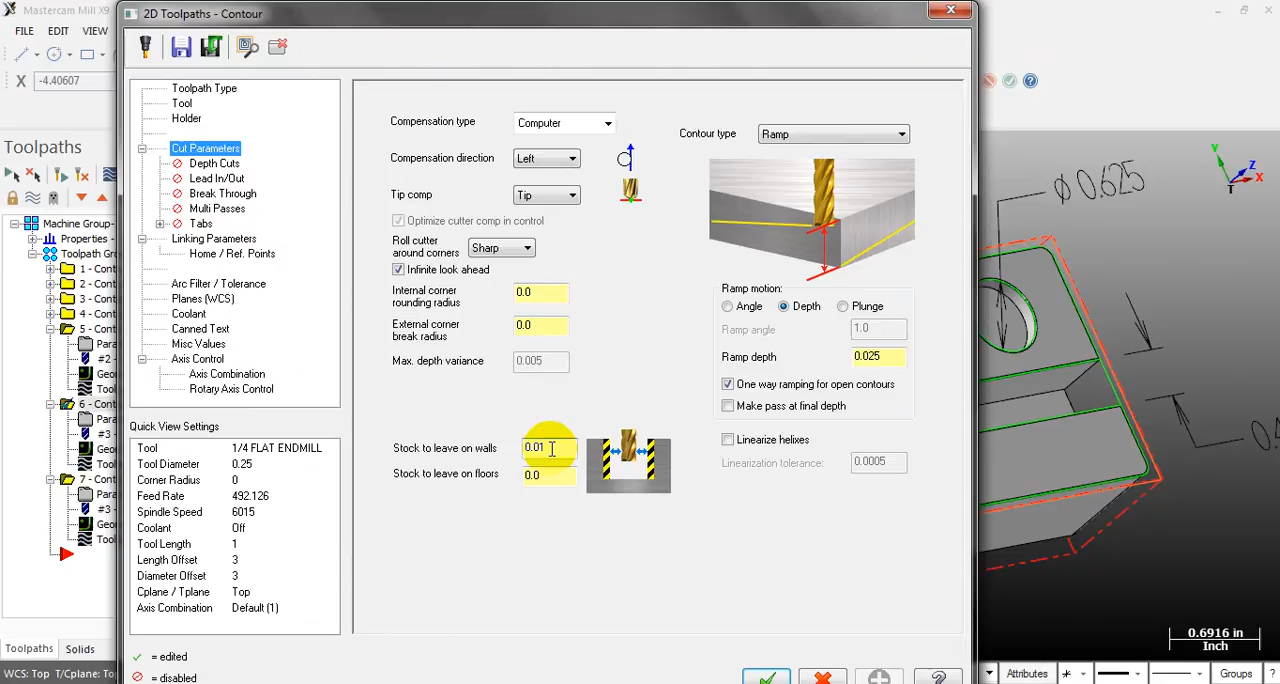 Mastercam Mill X9
2D Toolpaths - Contour
FILE EDIT VIEW
X -4.40607
Toolpaths
Machine Group-
Properties -
Toolpath Group
1 - Cont
2 - Cont
3 - Cont
4 - Cont
5 - Cont
Para
#2 -
Geo
Tool
6 - Cont
Para
#3 -
Geo
Tool
7 - Cont
Para
#3 -
Geo
Tool
Toolpaths Solids
WCS: Top T/Cplane: To
Toolpath Type
Tool
Holder
Cut Parameters
Depth Cuts
Lead In/Out
Break Through
Multi Passes
Tabs
Linking Parameters
Home / Ref. Points
Arc Filter / Tolerance
Planes (WCS)
Coolant
Canned Text
Misc Values
Axis Control
Axis Combination
Rotary Axis Control
Quick View Settings
Tool 1/4 FLAT ENDMILL
Tool Diameter 0.25
Corner Radius 0
Feed Rate 492.126
Spindle Speed 6015
Coolant Off
Tool Length 1
Length Offset 3
Diameter Offset 3
Cplane / Tplane Top
Axis Combination Default (1)
= edited
= disabled
Compensation type Computer
Compensation direction Left
Tip comp Tip
Optimize cutter comp in control
Roll cutter
around corners Sharp
Infinite look ahead
Internal corner
rounding radius 0.0
External corner
break radius 0.0
Max. depth variance 0.005
Stock to leave on walls 0.01
Stock to leave on floors 0.0
Contour type Ramp
Ramp motion:
Angle Depth Plunge
Ramp angle 1.0
Ramp depth 0.025
One way ramping for open contours
Make pass at final depth
Linearize helixes
Linearization tolerance: 0.0005
Y
Z
X
T
ϕ 0.625
0.6916 in
Inch
Attributes Groups